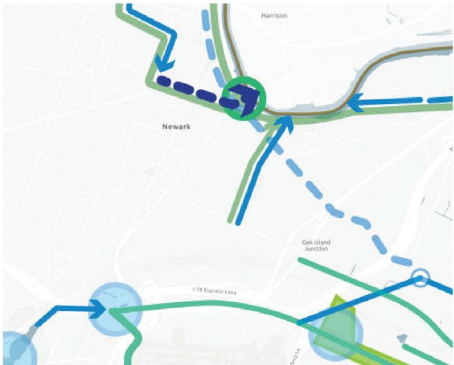 Harrison
Newark
Oak Island
Junction
I-78 Express Lane